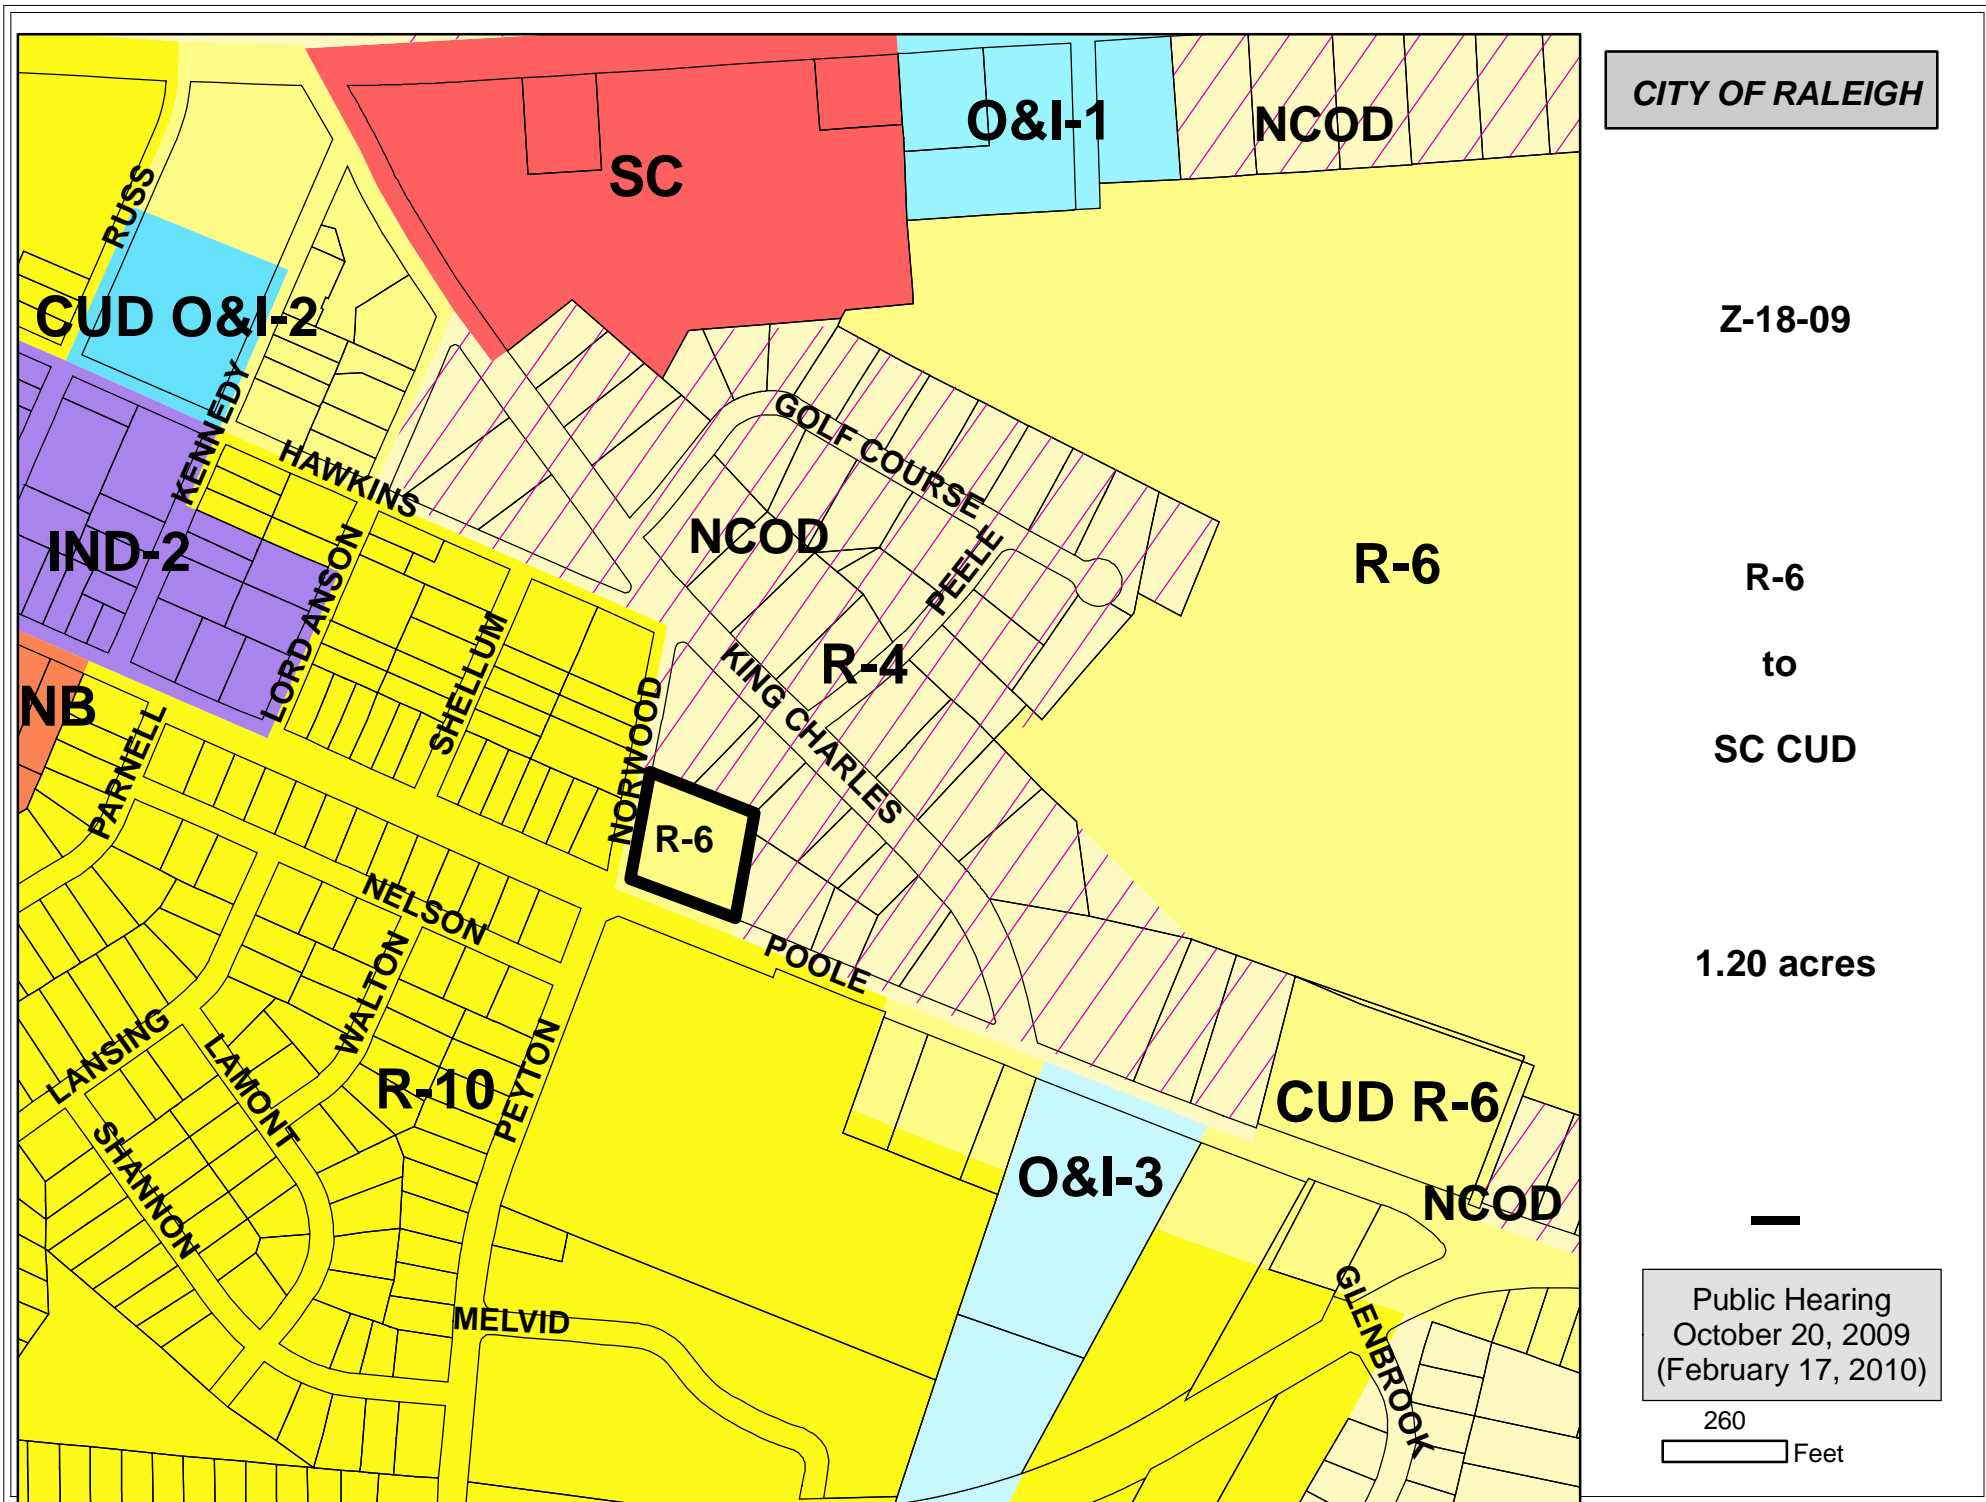 CITY OF RALEIGH
O&I-1
NCOD
SC
RUSS
CUD O&I-2
Z-18-09
KENNEDY
HAWKINS
GOLF COURSE
IND-2
NCOD
PEELE
R-6
R-6
LORD ANSON
SHELLUM
to
NB
PARNELL
NORWOOD
KING CHARLES
R-4
SC CUD
R-6
NELSON
WALTON
POOLE
1.20 acres
LANSING
LAMONT
R-10
PEYTON
CUD R-6
SHANNON
O&I-3
NCOD
MELVID
GLENBROOK
Public Hearing
October 20, 2009
(February 17, 2010)
260
Feet